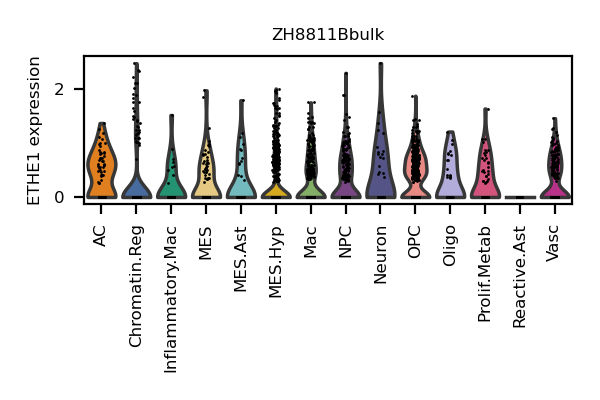 ZH8811Bbulk
ETHE1 expression
2
0
AC
Chromatin.Reg
Inflammatory.Mac
MES
MES.Ast
MES.Hyp
Mac
NPC
Neuron
OPC
Oligo
Prolif.Metab
Reactive.Ast
Vasc